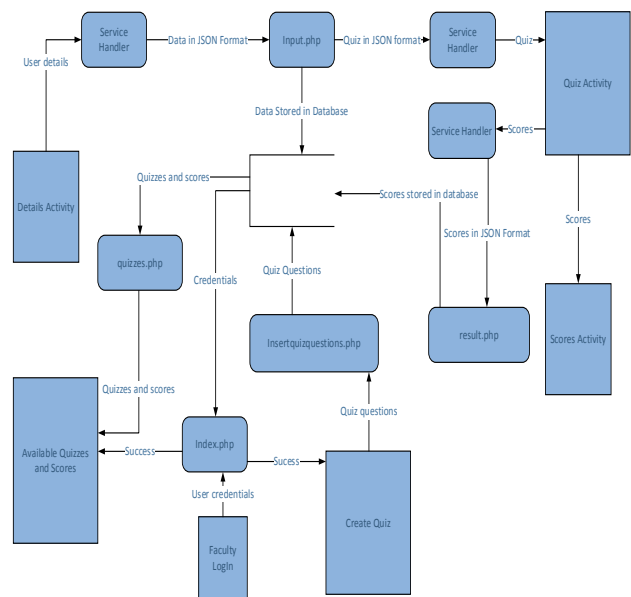 Service
Handler
Data in JSON Format
Input.php
Quiz in JSON format
Service
Handler
Quiz
Quiz Activity
User details
Data Stored in Database
Service Handler
Scores
Details Activity
Quizzes and scores
Scores stored in database
Scores
Scores in JSON Format
quizzes.php
Credentials
Quiz Questions
Insertquizquestions.php
result.php
Scores Activity
Quizzes and scores
Quiz questions
Available Quizzes
and Scores
Success
Index.php
Sucess
User credentials
Create Quiz
Faculty
LogIn